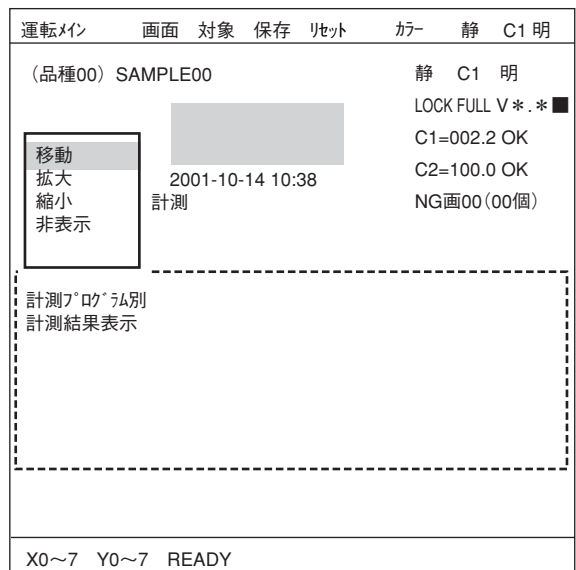 運転ﾒｲﾝ 画面 対象 保存 ﾘｾｯﾄ ｶﾗｰ 静 C1 明
（品種00）SAMPLE00 静 C1 明
LOCK FULL V＊.＊■
C1=002.2 OK
移動
拡大 2001-10-14 10:38 C2=100.0 OK
縮小 計測 NG画00（00個）
非表示
計測ﾌﾟﾛｸﾞﾗﾑ別
計測結果表示
X0～7 Y0～7 READY